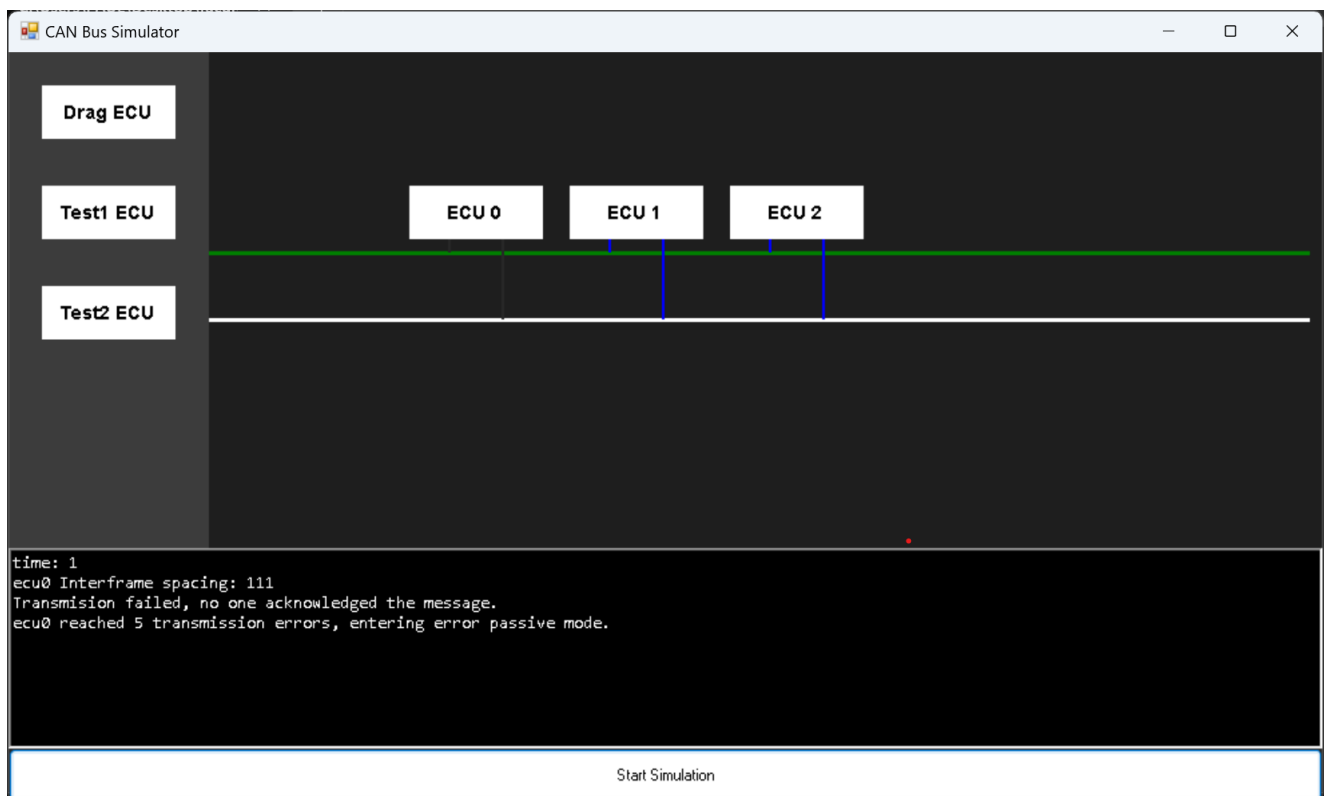 CAN Bus Simulator
Drag ECU
Test1 ECU
ECU 0
ECU 1
ECU 2
Test2 ECU
time: 1
ecu0 Interframe spacing: 111
Transmision failed, no one acknowledged the message.
ecu0 reached 5 transmission errors, entering error passive mode.
Start Simulation